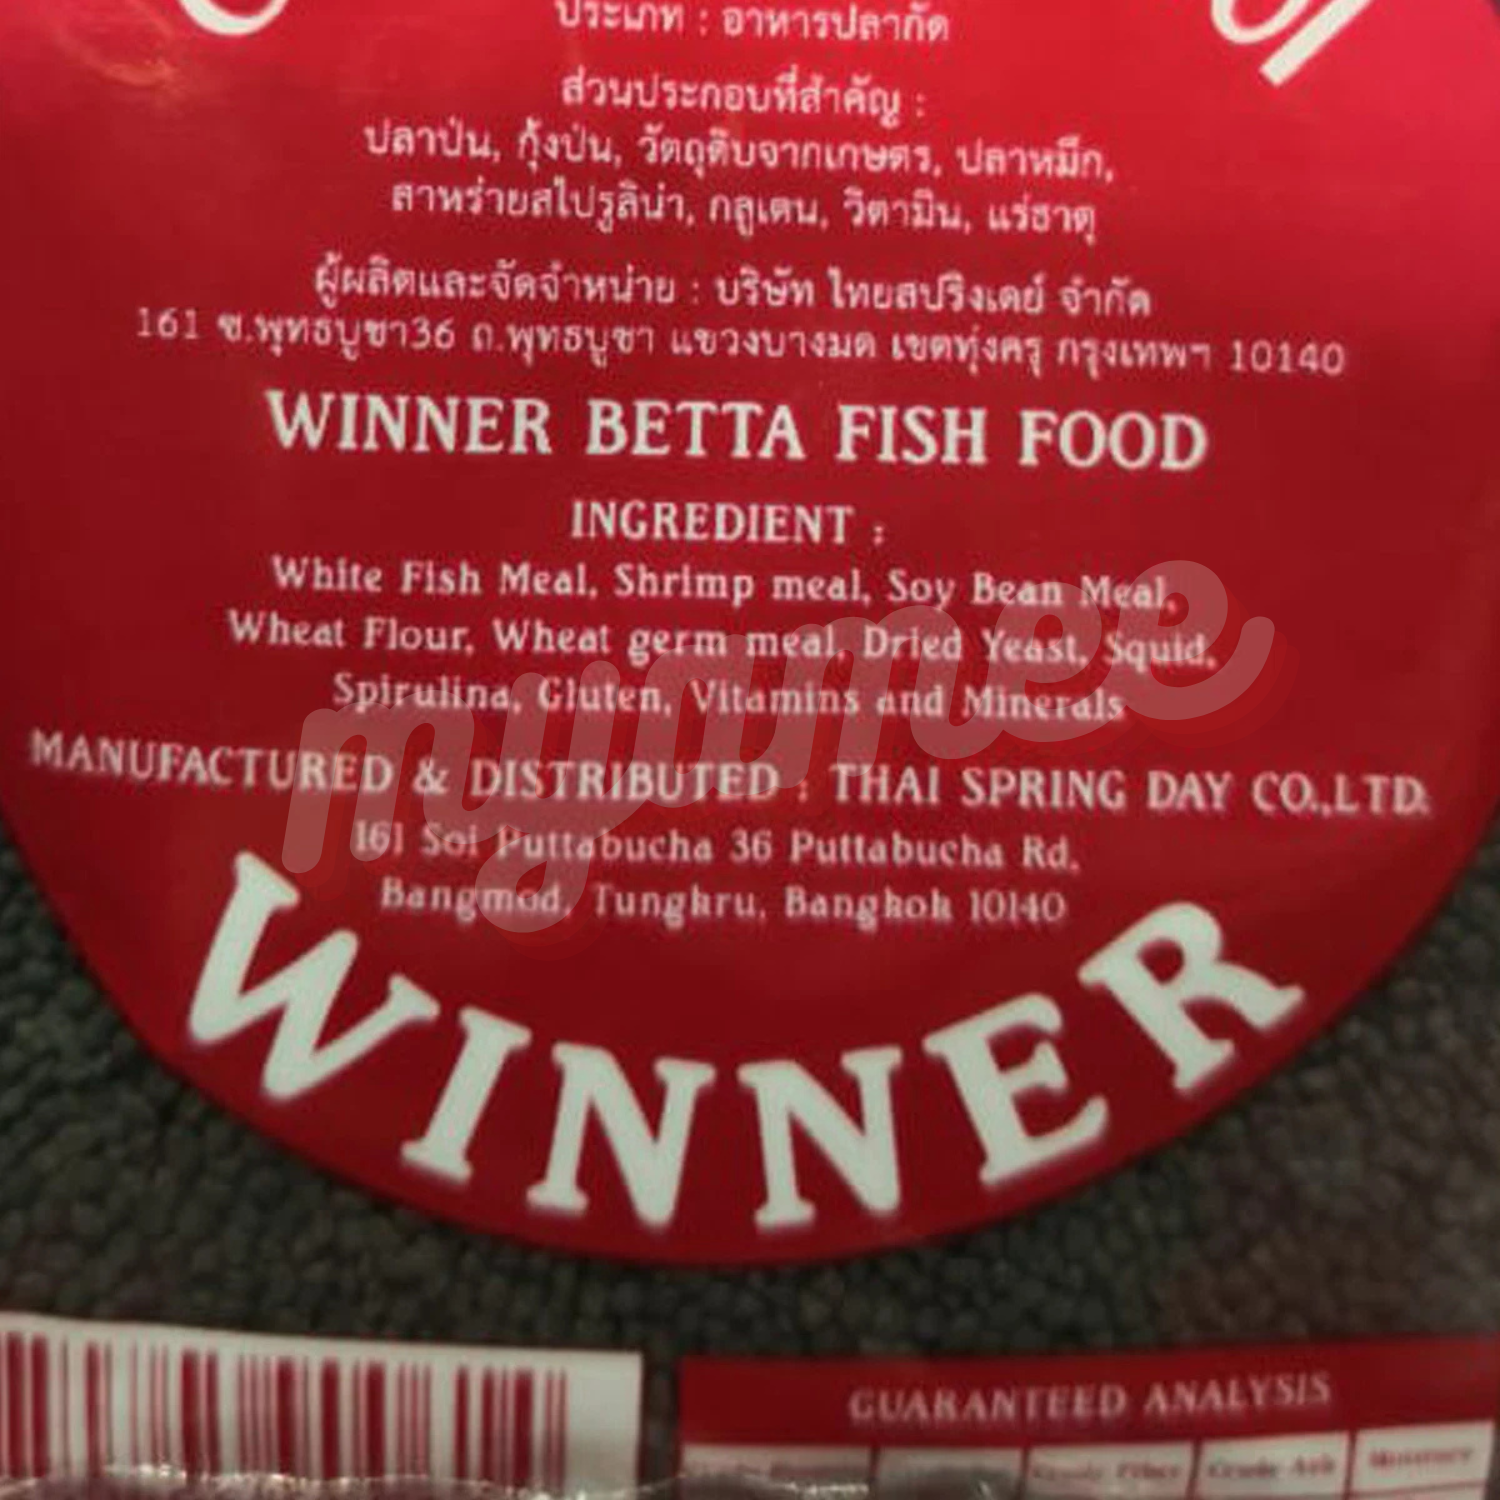 ประเภท : อาหารปลากัด
ส่วนประกอบที่สำคัญ :
ปลาป่น, กุ้งป่น, วัตถุดิบจากเกษตร, ปลาหมึก,
สาหร่ายสไปรูลิน่า, กลูเตน, วิตามิน, แร่ธาตุ
ผู้ผลิตและจัดจำหน่าย : บริษัท ไทยสปริงเดย์ จำกัด
161 ซ.พุทธบูชา36 ถ.พุทธบูชา แขวงบางมด เขตทุ่งครุ กรุงเทพฯ 10140
WINNER BETTA FISH FOOD
INGREDIENT :
White Fish Meal, Shrimp meal, Soy Bean Meal,
Wheat Flour, Wheat germ meal, Dried Yeast, Squid,
Spirulina, Gluten, Vitamins and Minerals
MANUFACTURED & DISTRIBUTED : THAI SPRING DAY CO.,LTD.
161 Soi Puttabucha 36 Puttabucha Rd.
Bangmod, Tungkru, Bangkok 10140
WINNER
myamee
GUARANTEED ANALYSIS
Crude Fiber Crude Ash Moisture